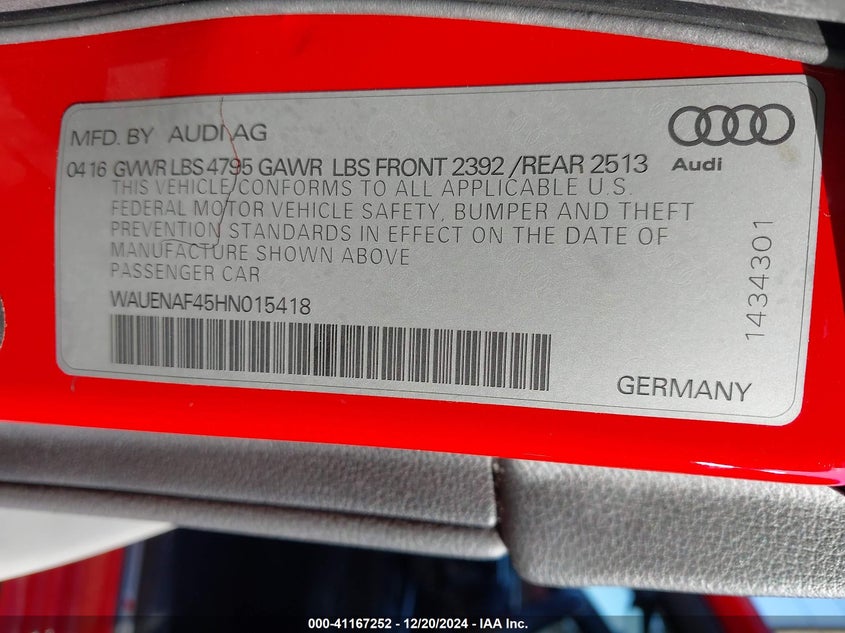 MFD. BY AUDI AG
0416 GVWR LBS 4795 GAWR LBS FRONT 2392 /REAR 2513
Audi
THIS VEHICLE CONFORMS TO ALL APPLICABLE U.S.
FEDERAL MOTOR VEHICLE SAFETY, BUMPER AND THEFT
PREVENTION STANDARDS IN EFFECT ON THE DATE OF
MANUFACTURE SHOWN ABOVE
PASSENGER CAR
WAUENAF45HN015418
1434301
GERMANY
000-41167252 - 12/20/2024 - IAA Inc.